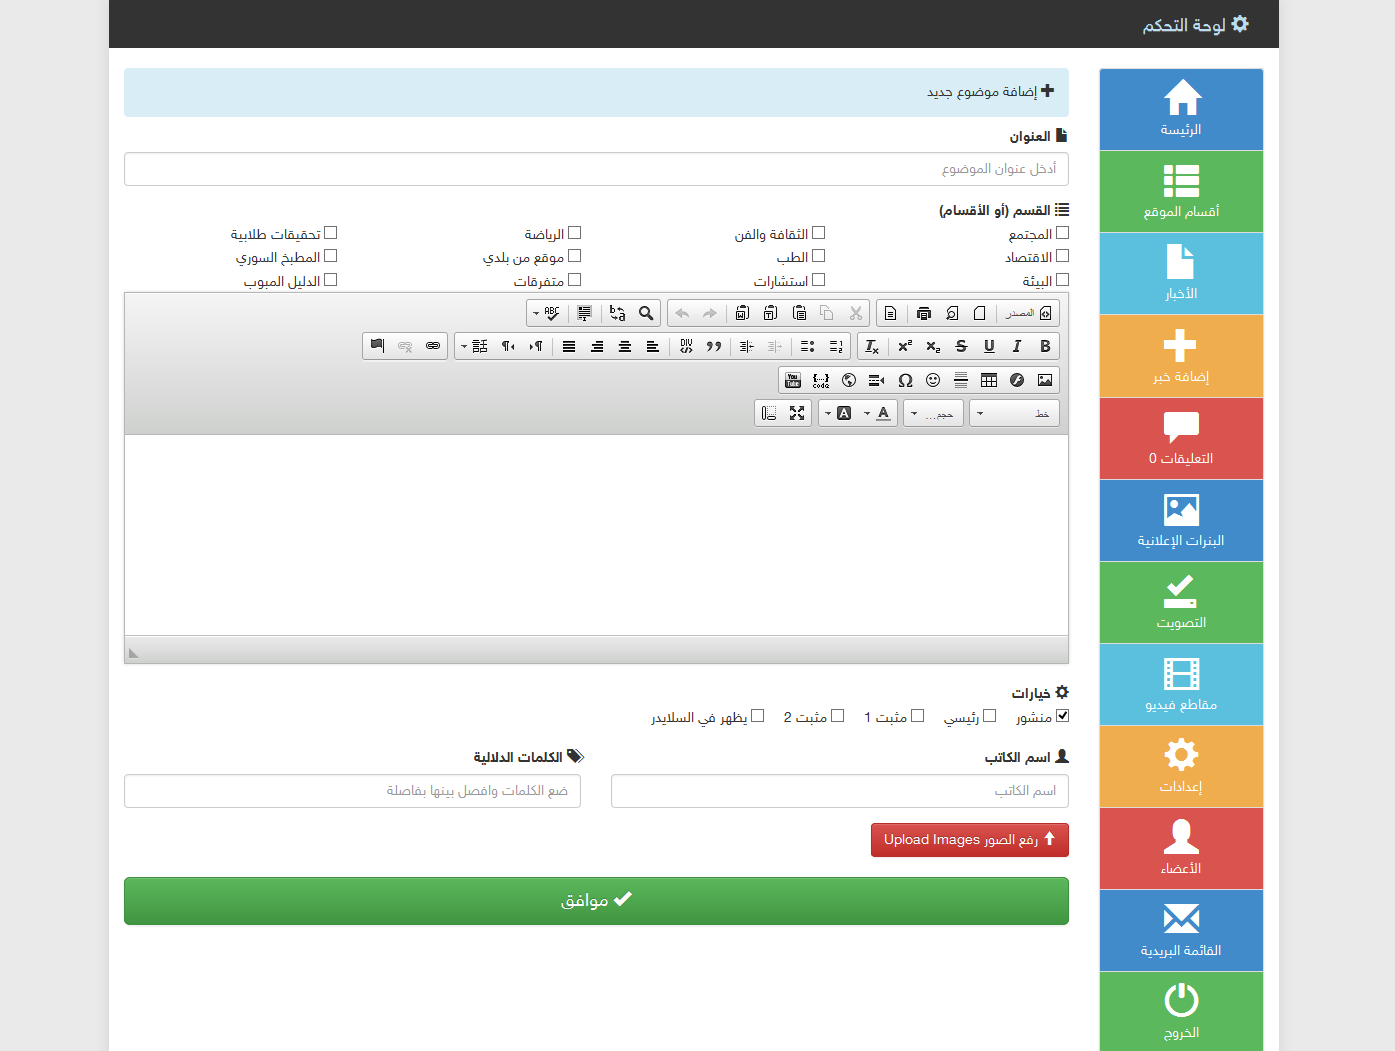 لوحة التحكم
الرئيسة
أقسام الموقع
الأخبار
إضافة خبر
التعليقات 0
البنرات الإعلانية
التصويت
مقاطع فيديو
إعدادات
الأعضاء
القائمة البريدية
الخروج
إضافة موضوع جديد
العنوان
أدخل عنوان الموضوع
القسم (أو الأقسام)
المجتمع الثقافة والفن الرياضة تحقيقات طلابية
الاقتصاد الطب موقع من بلدي المطبخ السوري
البيئة استشارات متفرقات الدليل المبوب
المصدر
خط حجم...
خيارات
منشور رئيسي مثبت 1 مثبت 2 يظهر في السلايدر
اسم الكاتب الكلمات الدلالية
اسم الكاتب ضع الكلمات وافصل بينها بفاصلة
رفع الصور Upload Images
موافق